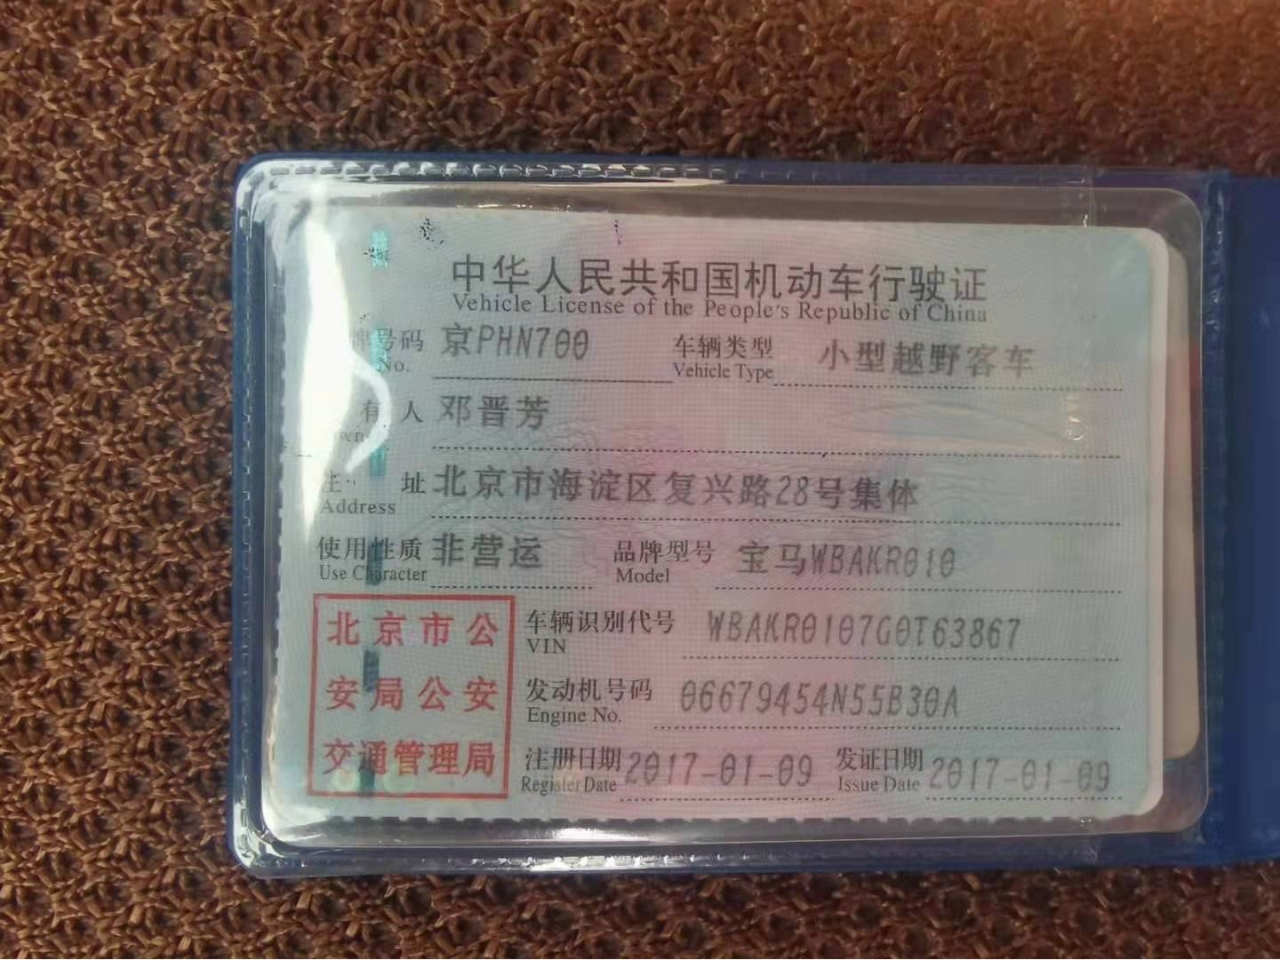 中华人民共和国机动车行驶证
Vehicle License of the People's Republic of China
号码 京PHN700 车辆类型 小型越野客车
No. Vehicle Type
有人 邓晋芳
住址 北京市海淀区复兴路28号集体
Address
使用性质 非营运 品牌型号 宝马WBAKR010
Use Character Model
北京市公
安局公安
交通管理局
车辆识别代号 WBAKR0107G0T63867
VIN
发动机号码 06679454N55B30A
Engine No.
注册日期 2017-01-09 发证日期 2017-01-09
Register Date Issue Date